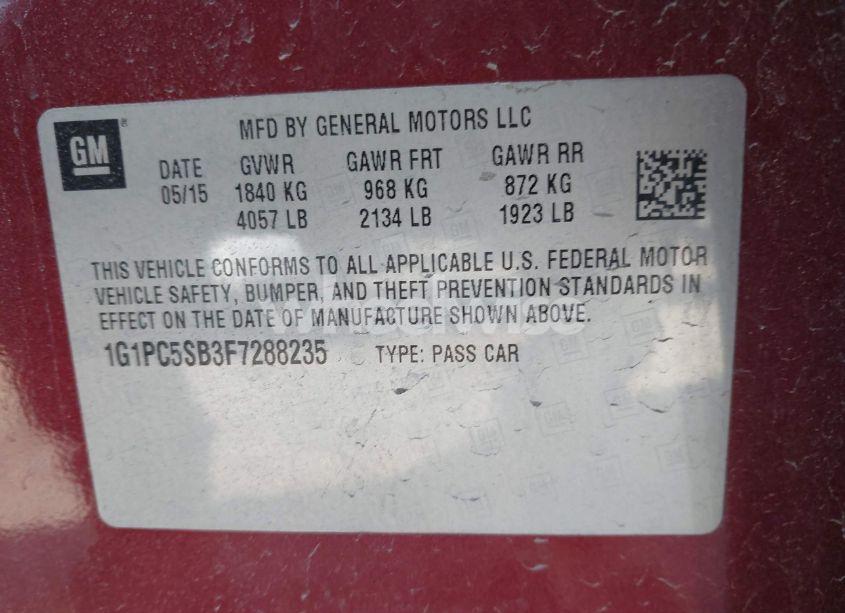 GM
MFD BY GENERAL MOTORS LLC
DATE GVWR GAWR FRT GAWR RR
05/15 1840 KG 968 KG 872 KG
4057 LB 2134 LB 1923 LB
THIS VEHICLE CONFORMS TO ALL APPLICABLE U.S. FEDERAL MOTOR
VEHICLE SAFETY, BUMPER, AND THEFT PREVENTION STANDARDS IN
EFFECT ON THE DATE OF MANUFACTURE SHOWN ABOVE.
1G1PC5SB3F7288235 TYPE: PASS CAR